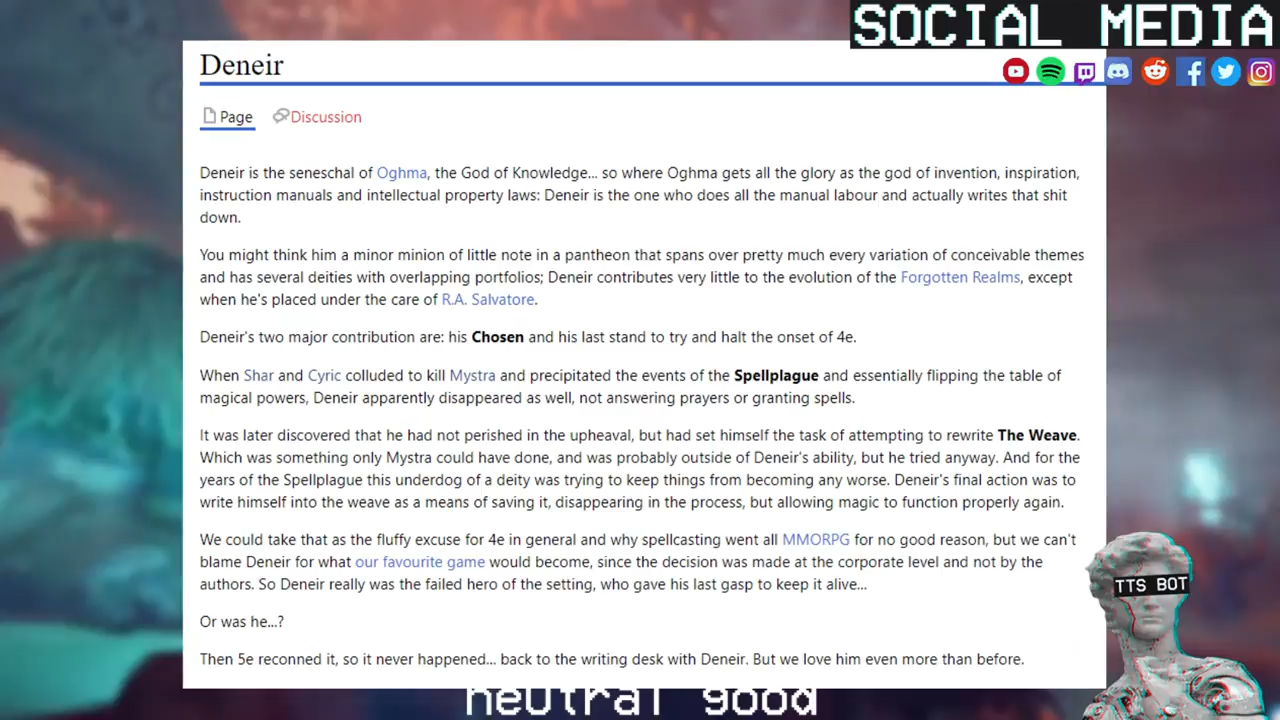 SOCIAL MEDIA
Deneir
Page Discussion
Deneir is the seneschal of Oghma, the God of Knowledge... so where Oghma gets all the glory as the god of invention, inspiration,
instruction manuals and intellectual property laws: Deneir is the one who does all the manual labour and actually writes that shit
down.
You might think him a minor minion of little note in a pantheon that spans over pretty much every variation of conceivable themes
and has several deities with overlapping portfolios; Deneir contributes very little to the evolution of the Forgotten Realms, except
when he's placed under the care of R.A. Salvatore.
Deneir's two major contribution are: his Chosen and his last stand to try and halt the onset of 4e.
When Shar and Cyric colluded to kill Mystra and precipitated the events of the Spellplague and essentially flipping the table of
magical powers, Deneir apparently disappeared as well, not answering prayers or granting spells.
It was later discovered that he had not perished in the upheaval, but had set himself the task of attempting to rewrite The Weave.
Which was something only Mystra could have done, and was probably outside of Deneir's ability, but he tried anyway. And for the
years of the Spellplague this underdog of a deity was trying to keep things from becoming any worse. Deneir's final action was to
write himself into the weave as a means of saving it, disappearing in the process, but allowing magic to function properly again.
We could take that as the fluffy excuse for 4e in general and why spellcasting went all MMORPG for no good reason, but we can't
blame Deneir for what our favourite game would become, since the decision was made at the corporate level and not by the
authors. So Deneir really was the failed hero of the setting, who gave his last gasp to keep it alive...
TTS BOT
Or was he...?
Then 5e reconned it, so it never happened... back to the writing desk with Deneir. But we love him even more than before.
neutral good